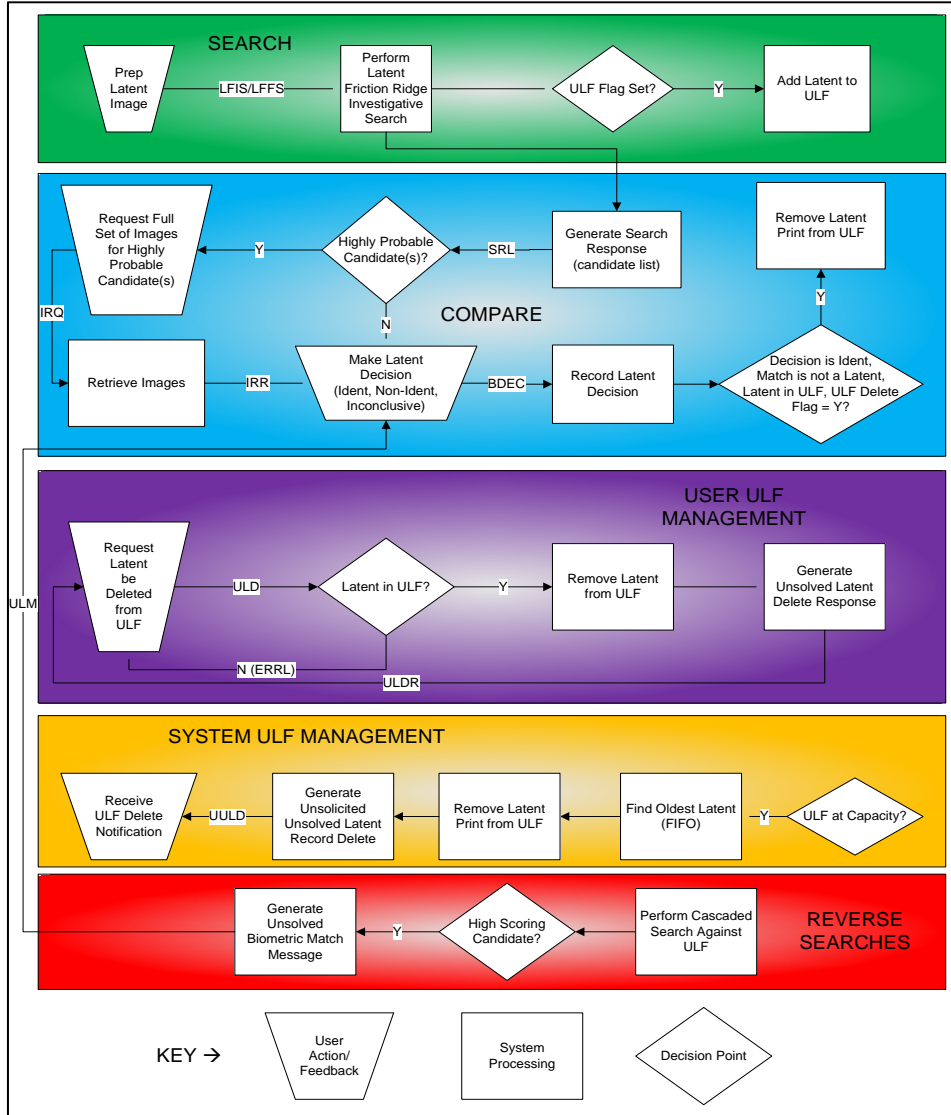 SEARCH
Prep
Latent
Image
LFIS/LFFS
Perform
Latent
Friction Ridge
Investigative
Search
ULF Flag Set?
Y
Add Latent to
ULF
Request Full
Set of Images
for Highly
Probable
Candidate(s)
Y
Highly Probable
Candidate(s)?
SRL
Generate Search
Response
(candidate list)
Remove Latent
Print from ULF
IRQ
N
COMPARE
Y
Retrieve Images
IRR
Make Latent
Decision
(Ident, Non-Ident,
Inconclusive)
BDEC
Record Latent
Decision
Decision is Ident,
Match is not a Latent,
Latent in ULF, ULF Delete
Flag = Y?
USER ULF
MANAGEMENT
Request
Latent
be
Deleted
from
ULF
ULD
Latent in ULF?
Y
Remove Latent
from ULF
Generate
Unsolved Latent
Delete Response
ULM
N (ERRL)
ULDR
SYSTEM ULF MANAGEMENT
Receive
ULF Delete
Notification
UULD
Generate
Unsolicited
Unsolved Latent
Record Delete
Remove Latent
Print from ULF
Find Oldest Latent
(FIFO)
Y
ULF at Capacity?
Generate
Unsolved
Biometric Match
Message
Y
High Scoring
Candidate?
Perform Cascaded
Search Against
ULF
REVERSE
SEARCHES
KEY →
User
Action/
Feedback
System
Processing
Decision Point